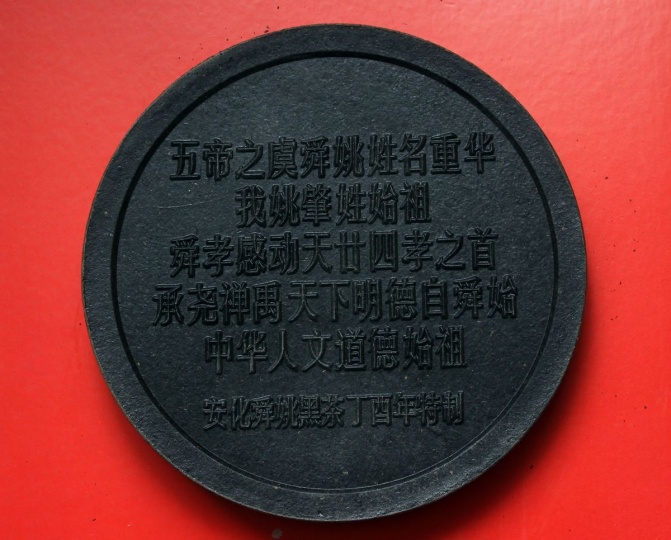 五帝之虞舜姚姓名重华
我姚肇姓始祖
舜孝感动天廿四孝之首
承尧禅禹天下明德自舜始
中华人文道德始祖
安化舜姚黑茶丁酉年特制